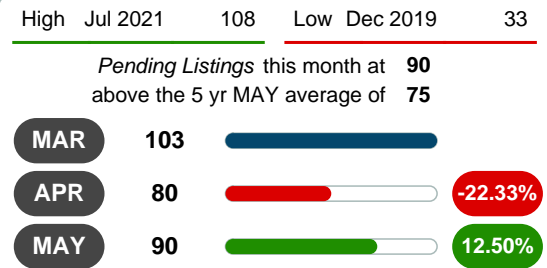 High Jul 2021 108 Low Dec 2019 33
Pending Listings this month at 90
above the 5 yr MAY average of 75
MAR 103
APR 80 -22.33%
MAY 90 12.50%